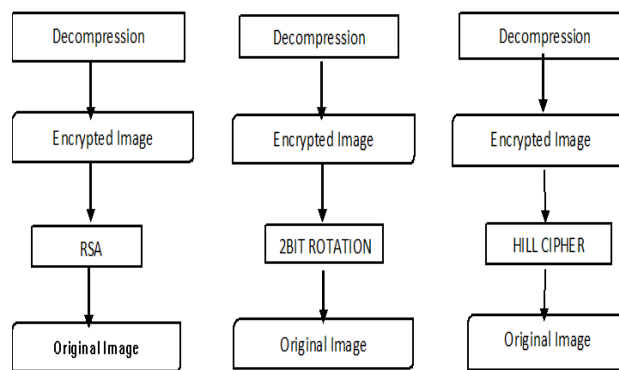 Decompression
Encrypted Image
RSA
Original Image
Decompression
Encrypted Image
2BIT ROTATION
Original Image
Decompression
Encrypted Image
HILL CIPHER
Original Image